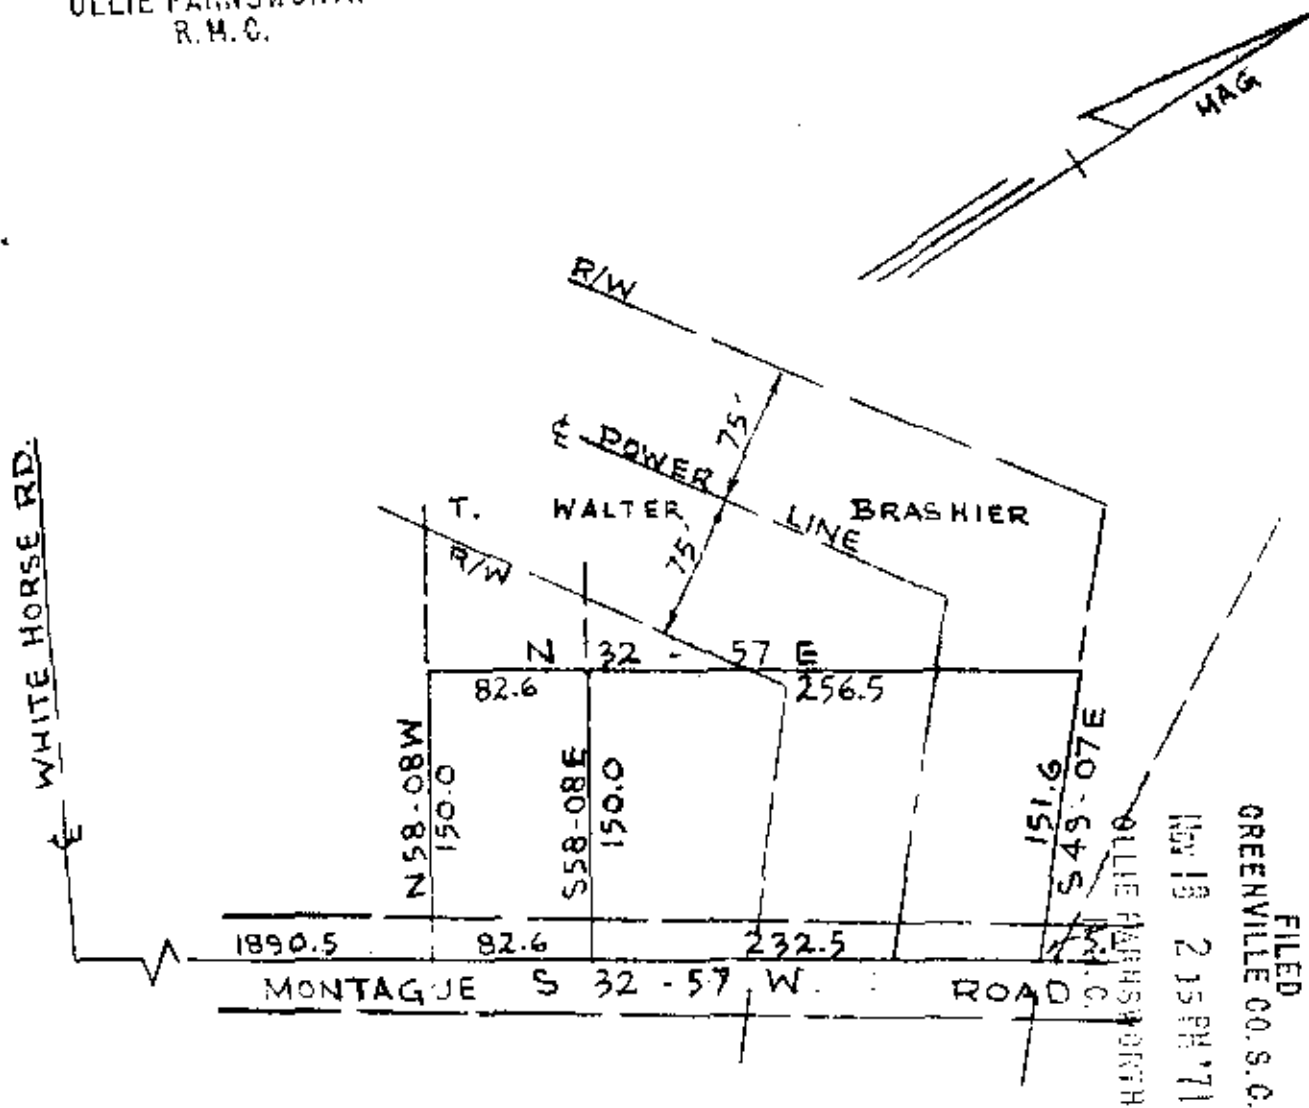 R. M. C.
MAG
R/W
75'
℄ POWER LINE
75'
T. WALTER BRASHIER
R/W
WHITE HORSE RD.
℄
N 32 - 57 E
82.6
256.5
N58-08W
150.0
S58-08E
150.0
151.6
1890.5
82.6
232.5
MONTAGUE S 32 - 57 W. ROAD
FILED
GREENVILLE CO. S. C.
2 15 PM '71
OLLIE FARNSWORTH